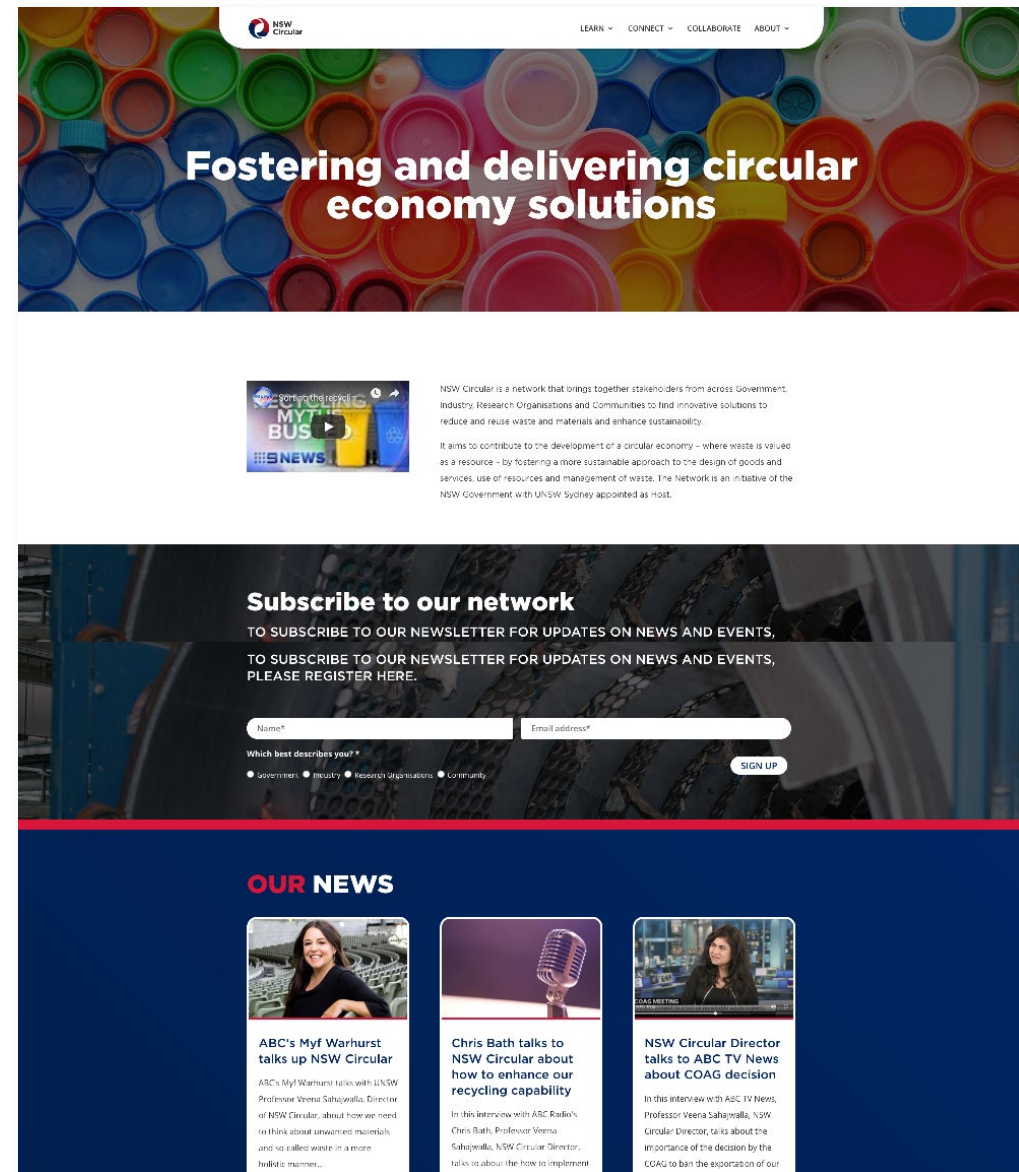 NSW
Circular
LEARN CONNECT COLLABORATE ABOUT
Fostering and delivering circular
economy solutions
Sorting the recycli
RECYCLING
MYTHS
BUSTED
9 NEWS
NSW Circular is a network that brings together stakeholders from across Government,
Industry, Research Organisations and Communities to find innovative solutions to
reduce and reuse waste and materials and enhance sustainability.
It aims to contribute to the development of a circular economy – where waste is valued
as a resource – by fostering a more sustainable approach to the design of goods and
services, use of resources and management of waste. The Network is an initiative of the
NSW Government with UNSW Sydney appointed as Host.
Subscribe to our network
TO SUBSCRIBE TO OUR NEWSLETTER FOR UPDATES ON NEWS AND EVENTS,
TO SUBSCRIBE TO OUR NEWSLETTER FOR UPDATES ON NEWS AND EVENTS,
PLEASE REGISTER HERE.
Name* Email address*
Which best describes you? *
Government Industry Research Organisations Community
SIGN UP
OUR NEWS
COAG MEETING
ABC's Myf Warhurst
talks up NSW Circular
ABC's Myf Warhurst talks with UNSW
Professor Veena Sahajwalla, Director
of NSW Circular, about how we need
to think about unwanted materials
and so-called waste in a more
holistic manner...
Chris Bath talks to
NSW Circular about
how to enhance our
recycling capability
In this interview with ABC Radio's
Chris Bath, Professor Veena
Sahajwalla, NSW Circular Director,
talks to about the how to implement
NSW Circular Director
talks to ABC TV News
about COAG decision
In this interview with ABC TV News,
Professor Veena Sahajwalla, NSW
Circular Director, talks about the
importance of the decision by the
COAG to ban the exportation of our